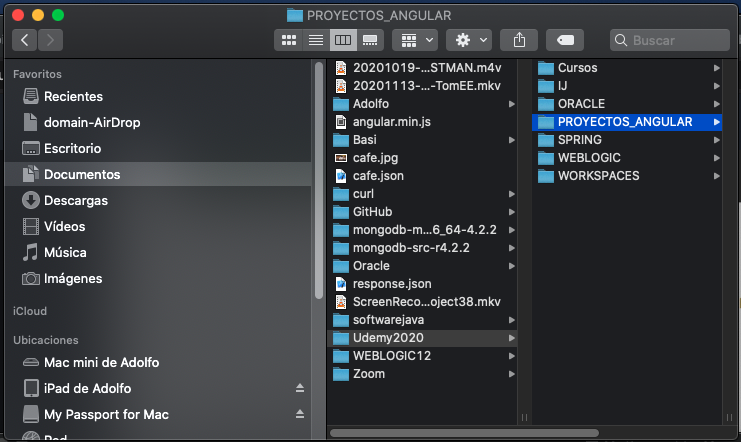 PROYECTOS_ANGULAR
Buscar
Favoritos
Recientes
domain-AirDrop
Escritorio
Documentos
Descargas
Vídeos
Música
Imágenes
iCloud
Ubicaciones
Mac mini de Adolfo
iPad de Adolfo
My Passport for Mac
20201019-...STMAN.m4v
20201113-...-TomEE.mkv
Adolfo
angular.min.js
Basi
cafe.jpg
cafe.json
curl
GitHub
mongodb-m...6_64-4.2.2
mongodb-src-r4.2.2
Oracle
response.json
ScreenReco...oject38.mkv
softwarejava
Udemy2020
WEBLOGIC12
Zoom
Cursos
IJ
ORACLE
PROYECTOS_ANGULAR
SPRING
WEBLOGIC
WORKSPACES